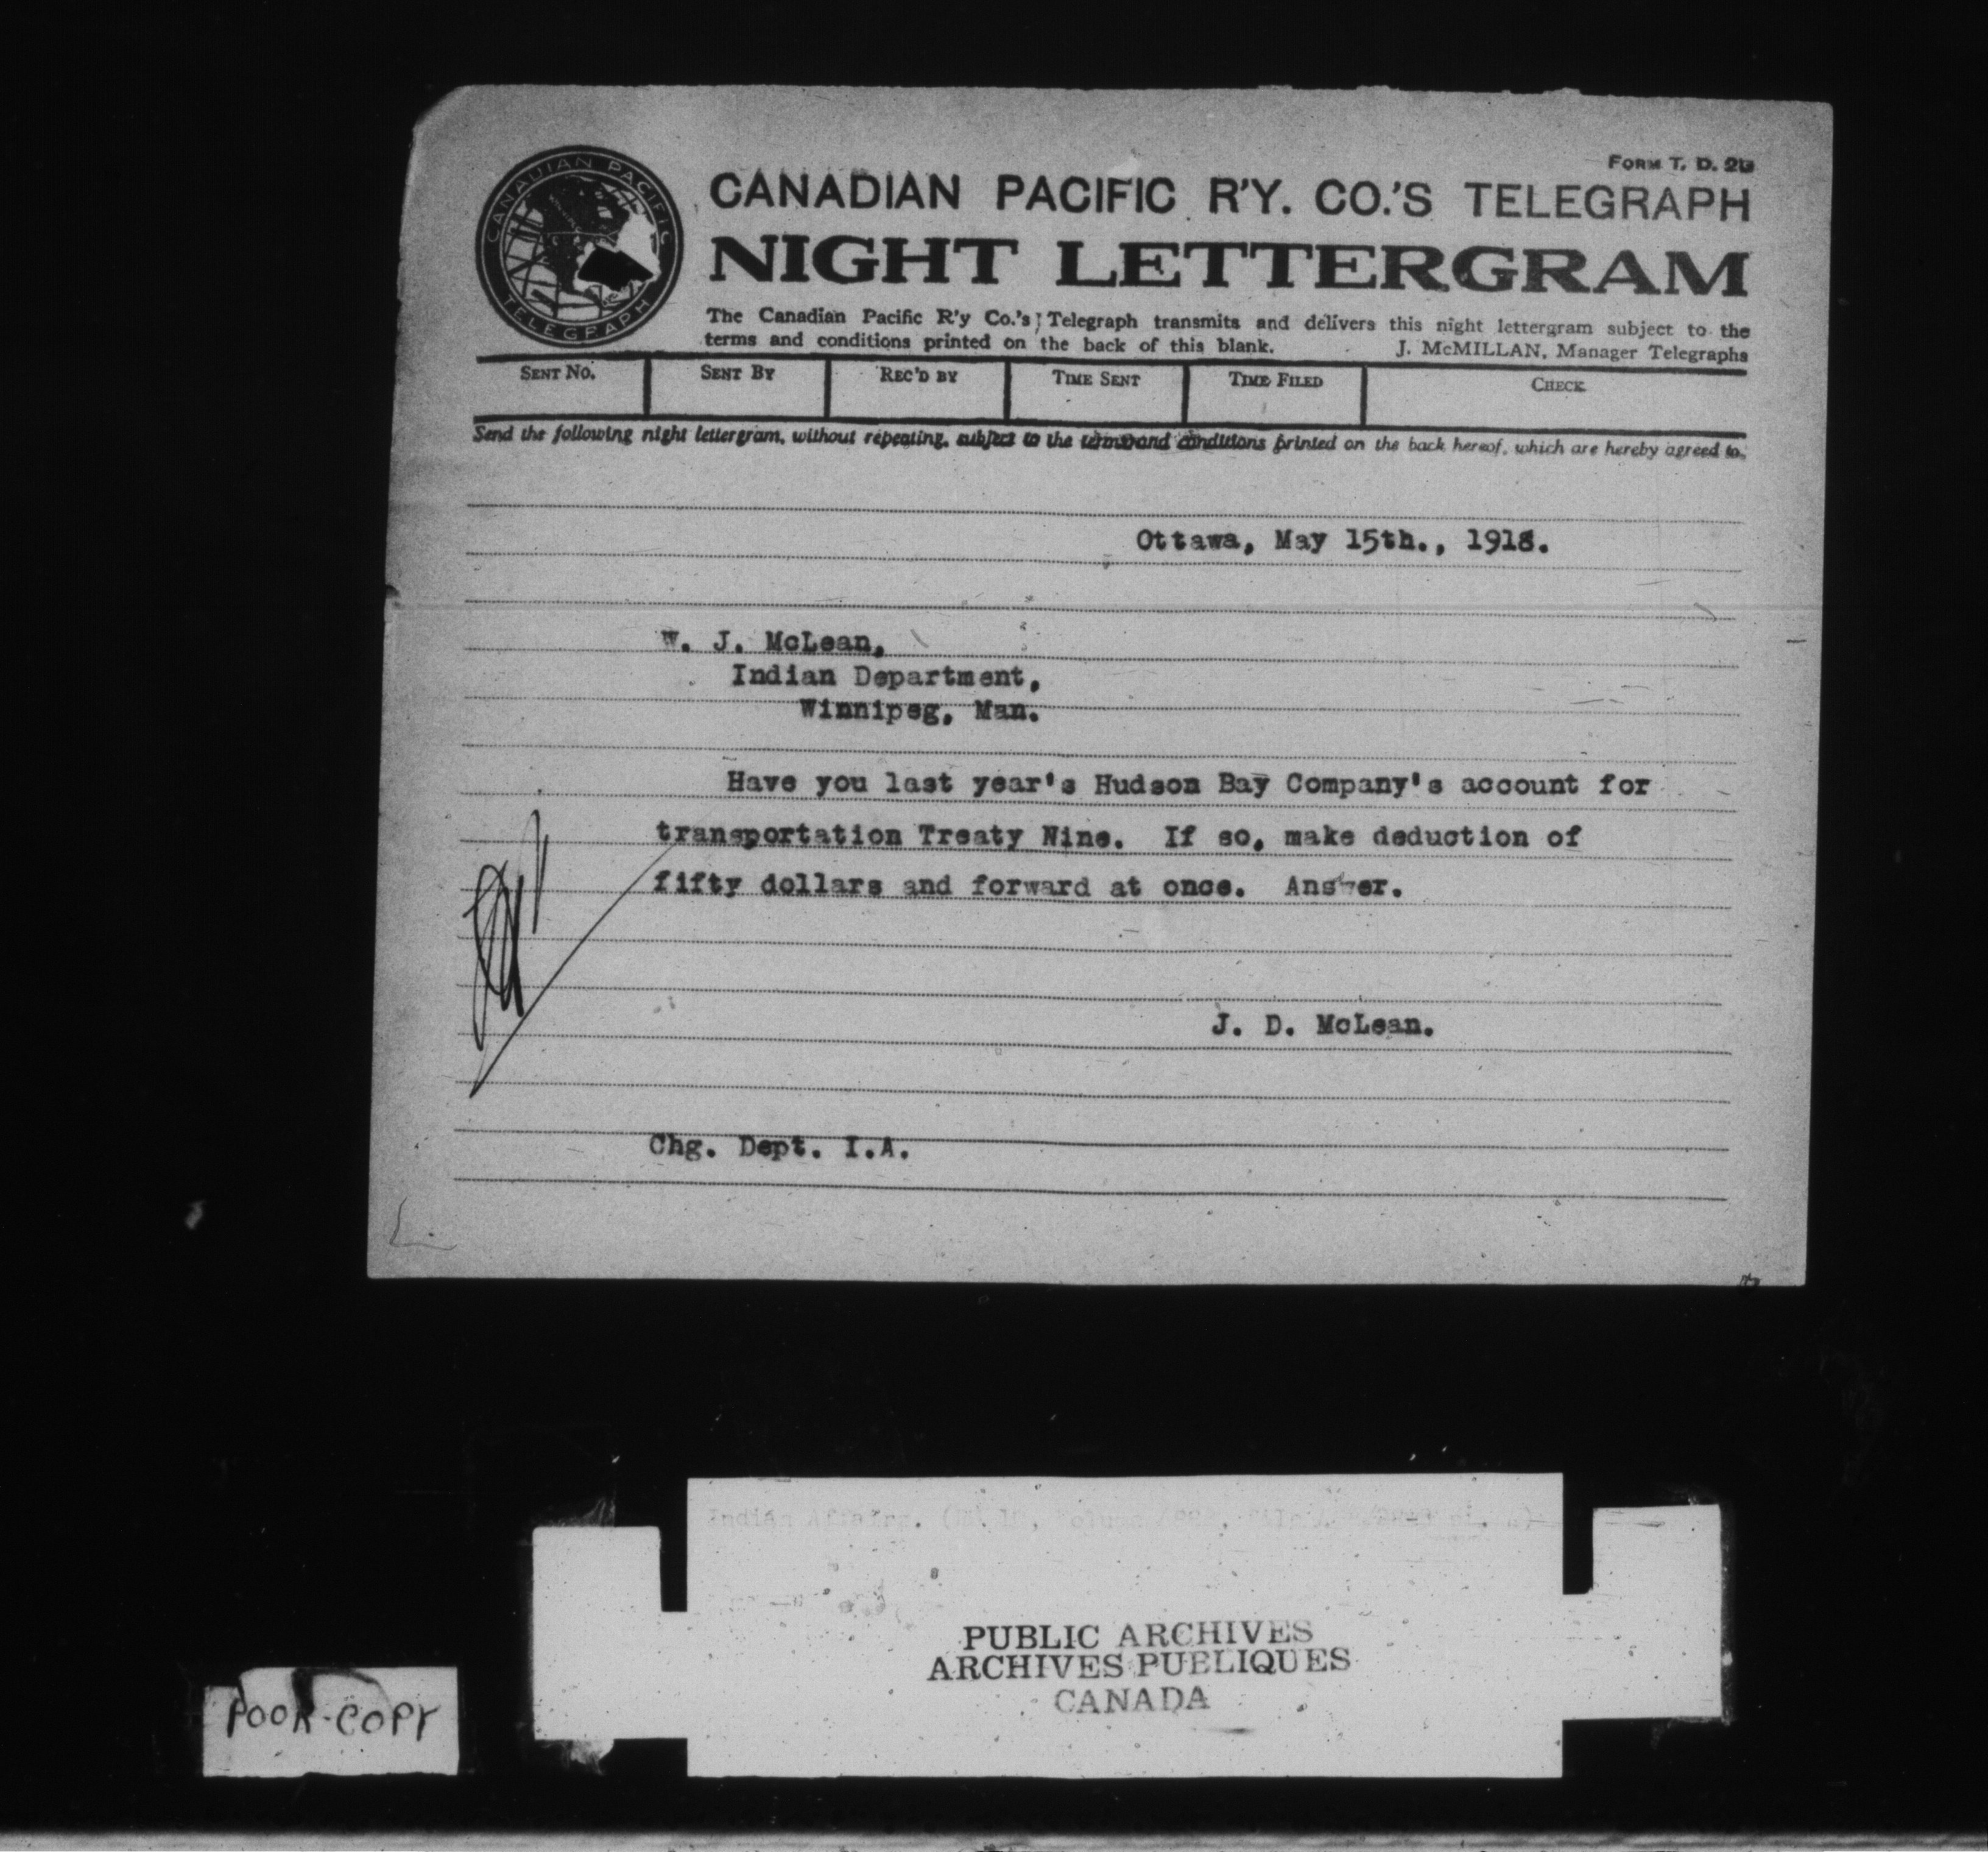 FORM T. D. 2
CANADIAN PACIFIC R'Y. CO.'S TELEGRAPH
NIGHT LETTERGRAM
CANADIAN PACIFIC
TELEGRAPH
The Canadian Pacific R'y Co.'s Telegraph transmits and delivers this night lettergram subject to the
terms and conditions printed on the back of this blank. J. McMILLAN, Manager Telegraphs
SENT NO. SENT BY REC'D BY TIME SENT TIME FILED CHECK
Send the following night lettergram, without repeating, subject to the terms and conditions printed on the back hereof, which are hereby agreed to.
Ottawa, May 15th., 1918.
W. J. McLean,
Indian Department,
Winnipeg, Man.
Have you last year's Hudson Bay Company's account for
transportation Treaty Nine. If so, make deduction of
fifty dollars and forward at once. Answer.
J. D. McLean.
Chg. Dept. I.A.
Indian Affairs.
PUBLIC ARCHIVES
ARCHIVES PUBLIQUES
CANADA
POOR COPY